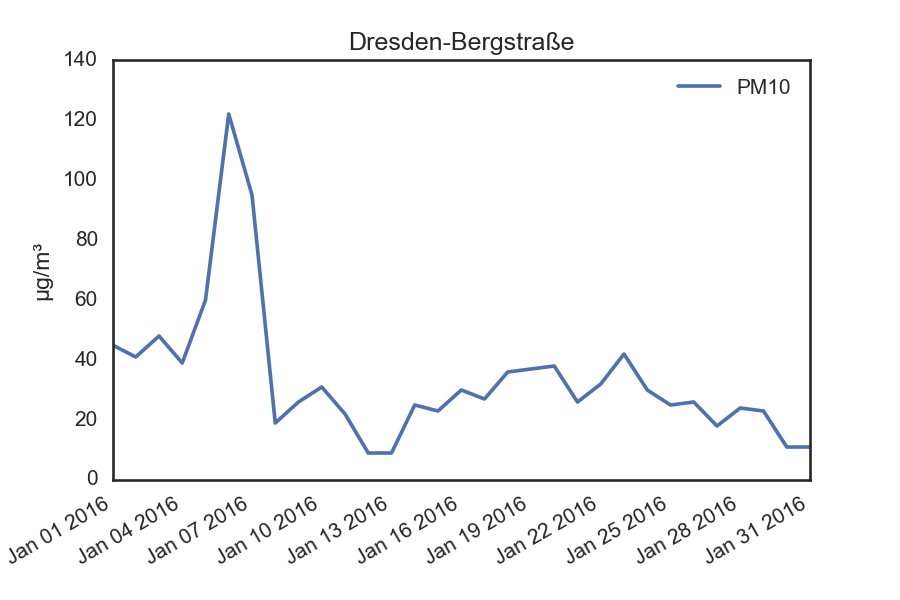 Dresden-Bergstraße
140
120
100
80
60
40
20
0
µg/m³
PM10
Jan 01 2016
Jan 04 2016
Jan 07 2016
Jan 10 2016
Jan 13 2016
Jan 16 2016
Jan 19 2016
Jan 22 2016
Jan 25 2016
Jan 28 2016
Jan 31 2016